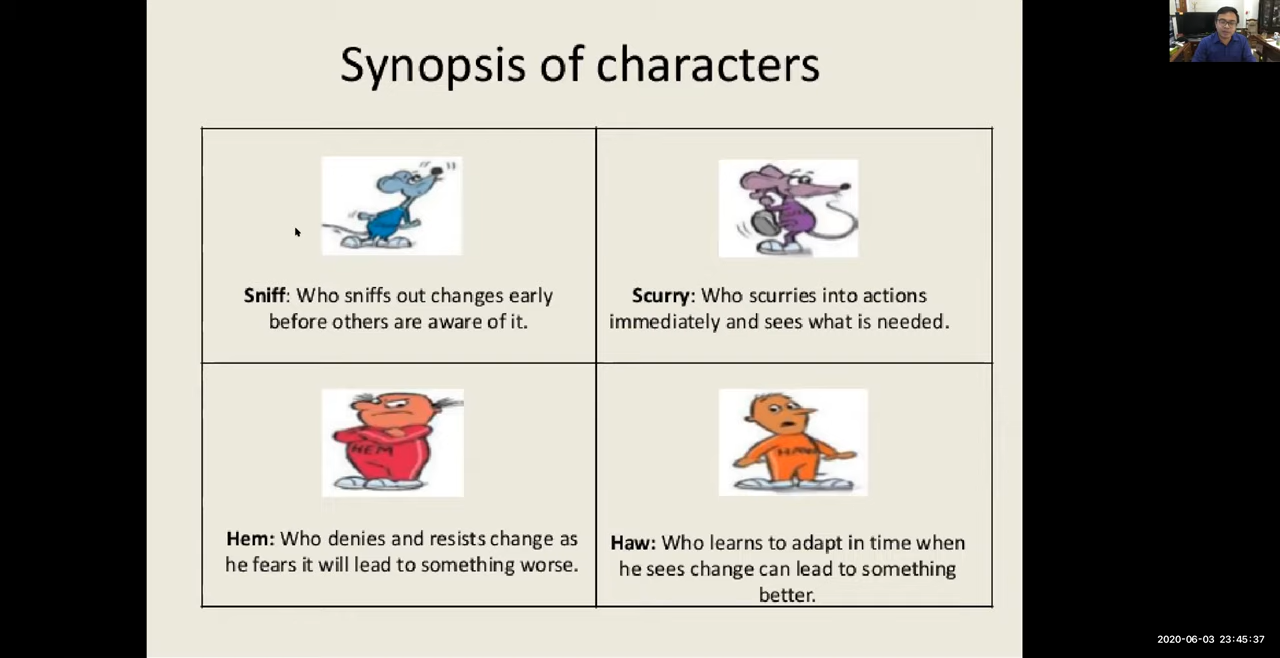 Synopsis of characters
Sniff: Who sniffs out changes early
before others are aware of it.
Scurry: Who scurries into actions
immediately and sees what is needed.
HEM
Hem: Who denies and resists change as
he fears it will lead to something worse.
HAW
Haw: Who learns to adapt in time when
he sees change can lead to something
better.
2020-06-03 23:45:37